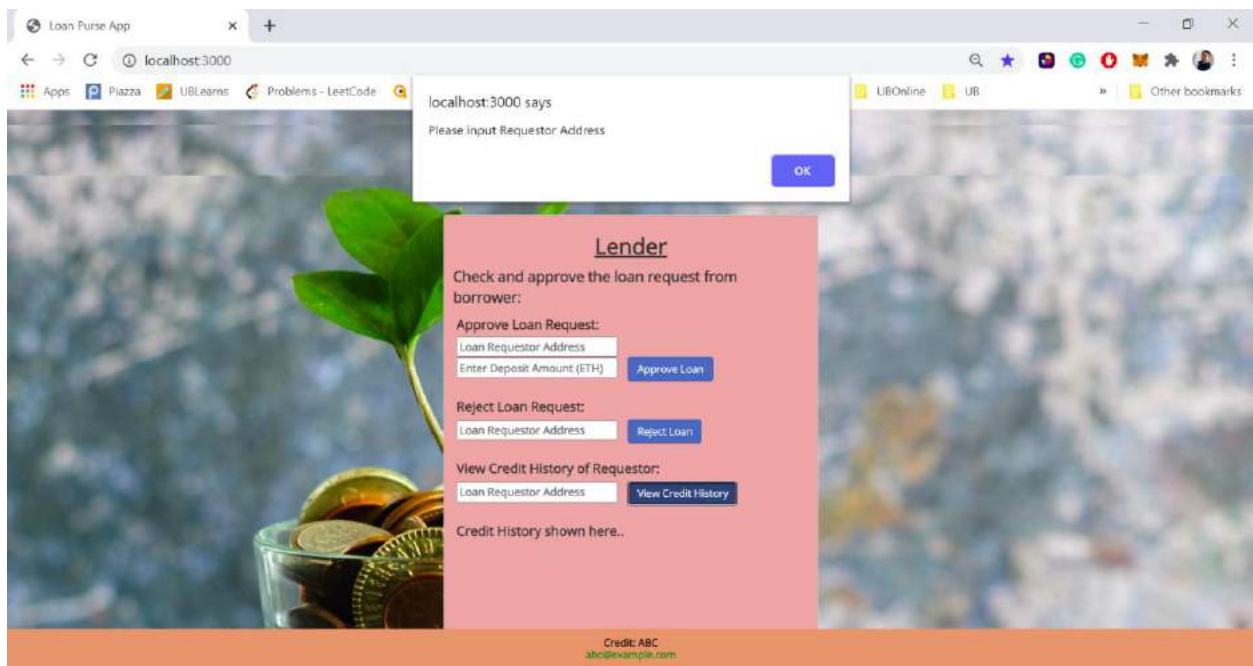 Loan Purse App
localhost:3000
Apps
Piazza
UBLearns
Problems - LeetCode
UBOnline
UB
»
Other bookmarks
localhost:3000 says
Please input Requestor Address
OK
Lender
Check and approve the loan request from
borrower:
Approve Loan Request:
Loan Requestor Address
Enter Deposit Amount (ETH)
Approve Loan
Reject Loan Request:
Loan Requestor Address
Reject Loan
View Credit History of Requestor:
Loan Requestor Address
View Credit History
Credit History shown here..
Credit: ABC
abc@example.com